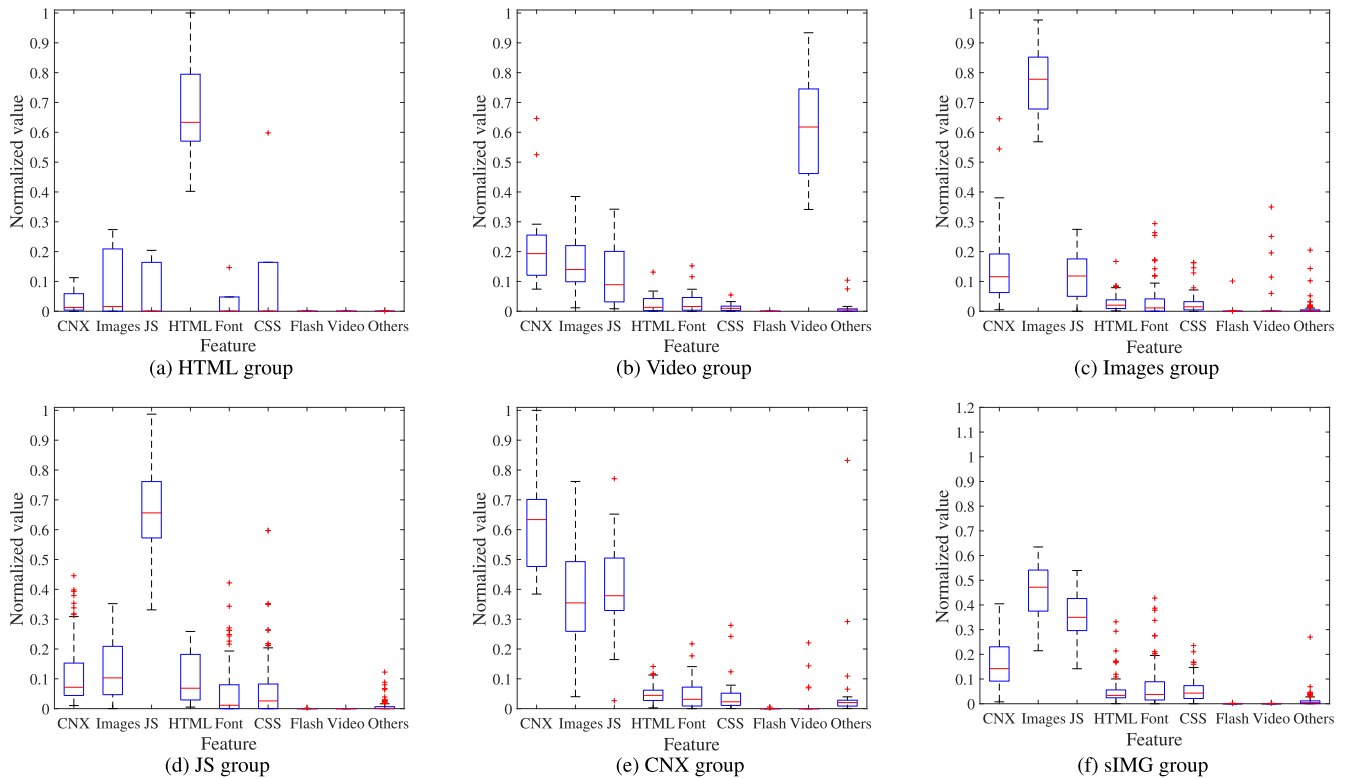 1
0.9
0.8
0.7
0.6
0.5
0.4
0.3
0.2
0.1
0
Normalized value
CNX Images JS HTML Font CSS Flash Video Others
Feature
(a) HTML group
1
0.9
0.8
0.7
0.6
0.5
0.4
0.3
0.2
0.1
0
Normalized value
CNX Images JS HTML Font CSS Flash Video Others
Feature
(b) Video group
1
0.9
0.8
0.7
0.6
0.5
0.4
0.3
0.2
0.1
0
Normalized value
CNX Images JS HTML Font CSS Flash Video Others
Feature
(c) Images group
1
0.9
0.8
0.7
0.6
0.5
0.4
0.3
0.2
0.1
0
Normalized value
CNX Images JS HTML Font CSS Flash Video Others
Feature
(d) JS group
1
0.9
0.8
0.7
0.6
0.5
0.4
0.3
0.2
0.1
0
Normalized value
CNX Images JS HTML Font CSS Flash Video Others
Feature
(e) CNX group
1.2
1.1
1
0.9
0.8
0.7
0.6
0.5
0.4
0.3
0.2
0.1
0
Normalized value
CNX Images JS HTML Font CSS Flash Video Others
Feature
(f) sIMG group